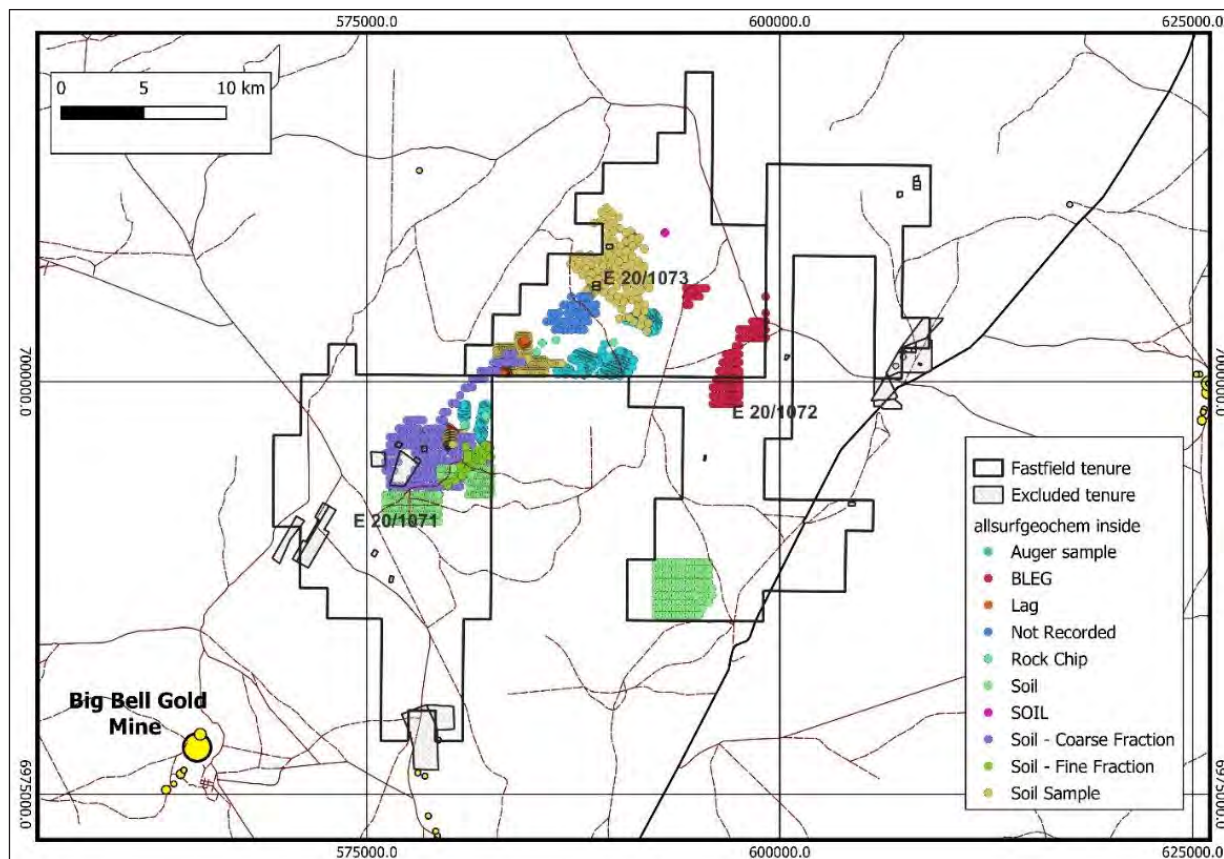 575000.0
600000.0
625000.0
0
5
10 km
E 20/1073
7000000.0
7000000.0
E 20/1072
E 20/1071
Big Bell Gold
Mine
Fastfield tenure
Excluded tenure
allsurfgeochem inside
Auger sample
BLEG
Lag
Not Recorded
Rock Chip
Soil
SOIL
Soil - Coarse Fraction
Soil - Fine Fraction
Soil Sample
6975000.0
6975000.0
575000.0
600000.0
625000.0